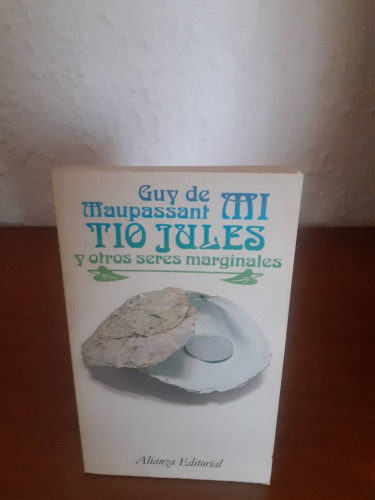 Guy de
Maupassant MI
TIO JULES
y otros seres marginales
Alianza Editorial